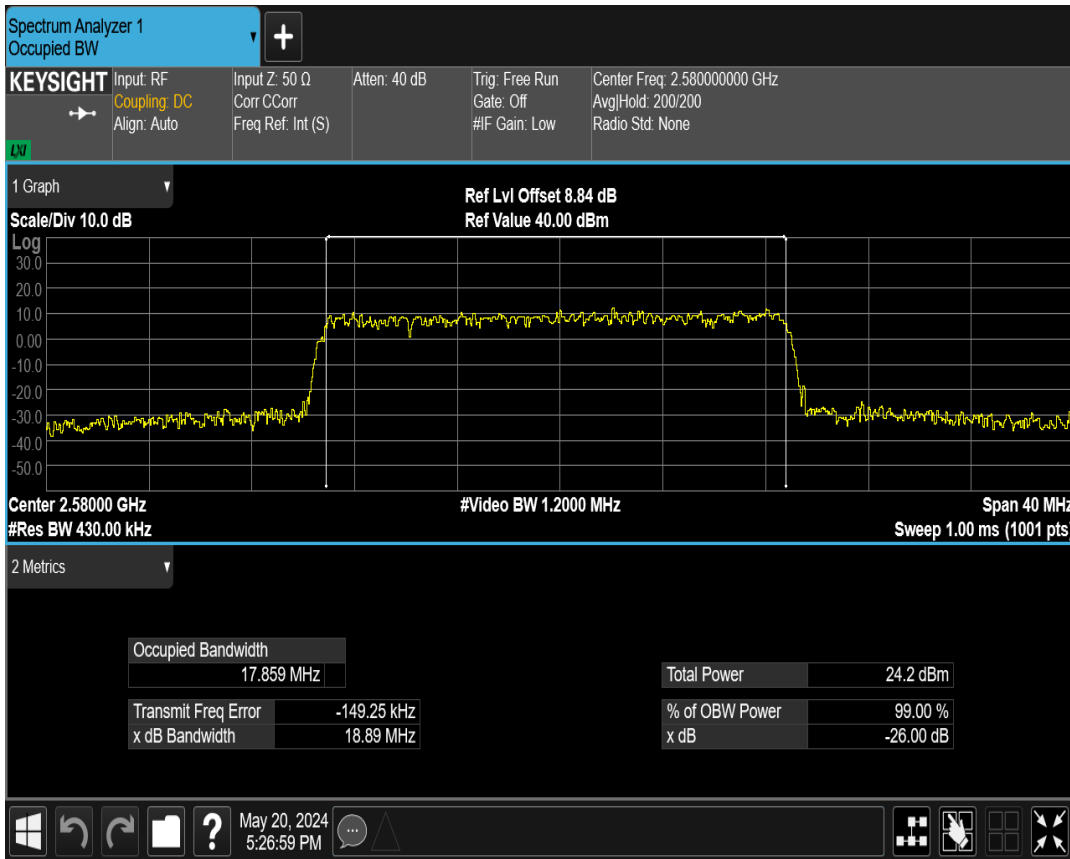 Spectrum Analyzer 1
Occupied BW
+
KEYSIGHT
LXI
Input: RF
Coupling: DC
Align: Auto
Input Z: 50 Ω
Corr CCorr
Freq Ref: Int (S)
Atten: 40 dB
Trig: Free Run
Gate: Off
#IF Gain: Low
Center Freq: 2.580000000 GHz
Avg|Hold: 200/200
Radio Std: None
1 Graph
Ref Lvl Offset 8.84 dB
Scale/Div 10.0 dB
Ref Value 40.00 dBm
Log
30.0
20.0
10.0
0.00
-10.0
-20.0
-30.0
-40.0
-50.0
Center 2.58000 GHz
#Video BW 1.2000 MHz
Span 40 MHz
#Res BW 430.00 kHz
Sweep 1.00 ms (1001 pts)
2 Metrics
Occupied Bandwidth
17.859 MHz
Total Power 24.2 dBm
Transmit Freq Error -149.25 kHz
% of OBW Power 99.00 %
x dB Bandwidth 18.89 MHz
x dB -26.00 dB
?
May 20, 2024
5:26:59 PM